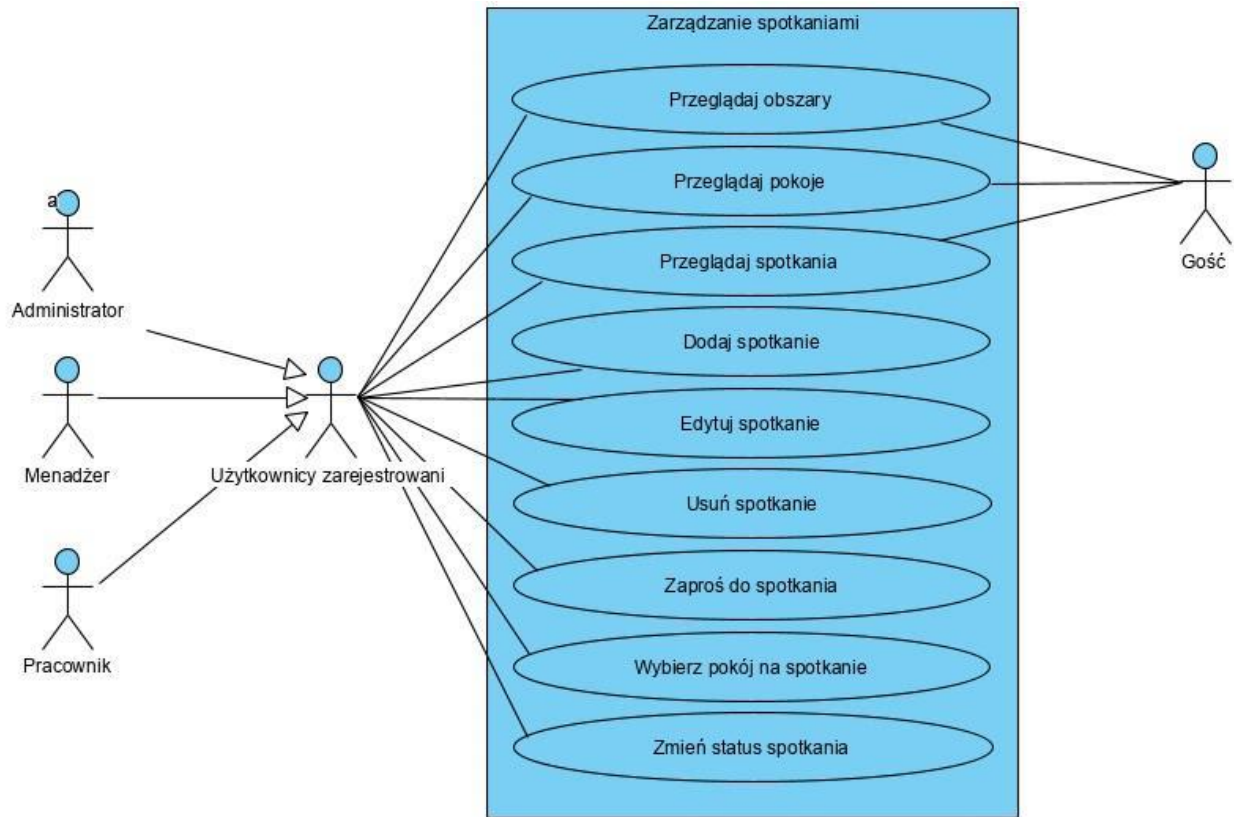 Zarządzanie spotkaniami
Przeglądaj obszary
Przeglądaj pokoje
Przeglądaj spotkania
Dodaj spotkanie
Edytuj spotkanie
Usuń spotkanie
Zaproś do spotkania
Wybierz pokój na spotkanie
Zmień status spotkania
a
Administrator
Menadżer
Pracownik
Użytkownicy zarejestrowani
Gość